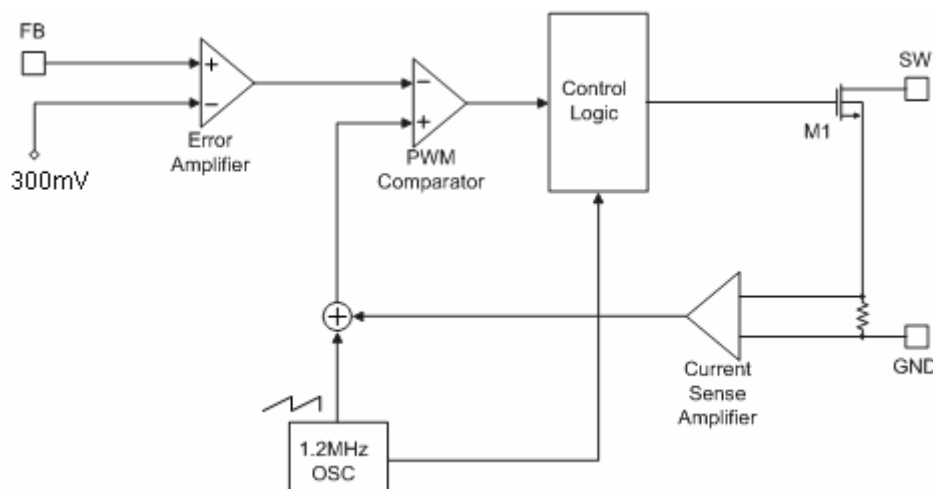 FB
+
−
Error
Amplifier
300mV
−
+
PWM
Comparator
Control
Logic
SW
M1
+
Current
Sense
Amplifier
GND
1.2MHz
OSC